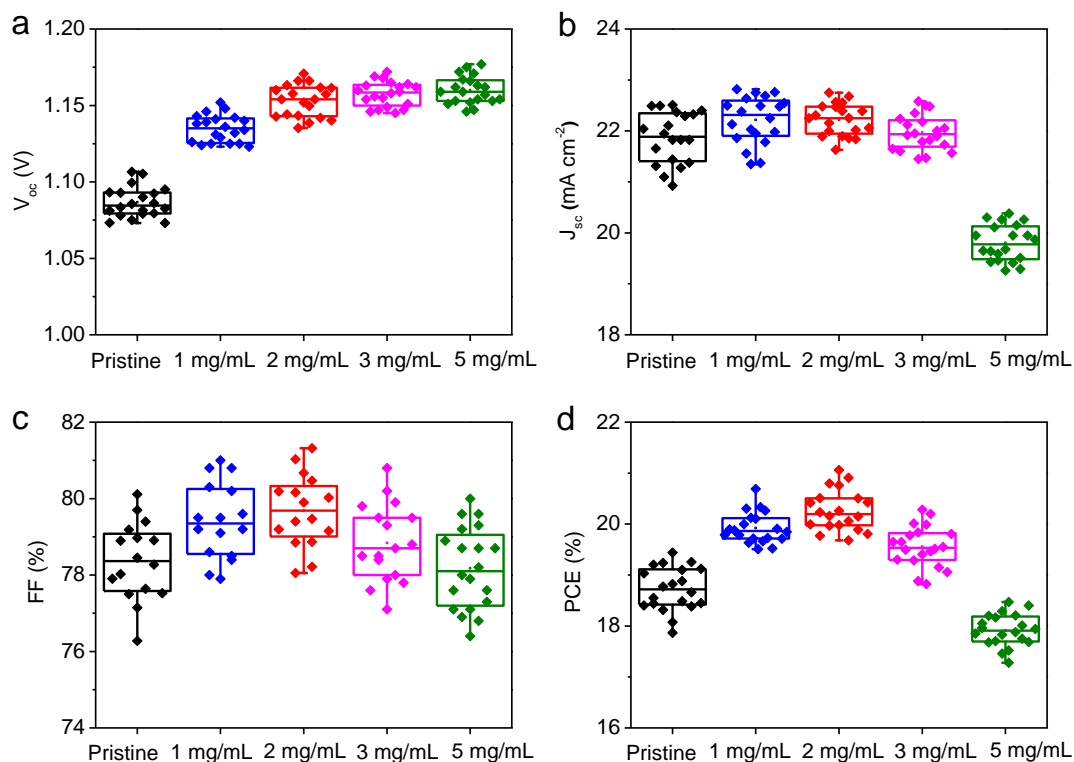 a
V_oc (V)
1.20
1.15
1.10
1.05
1.00
Pristine 1 mg/mL 2 mg/mL 3 mg/mL 5 mg/mL
b
J_sc (mA cm⁻²)
24
22
20
18
Pristine 1 mg/mL 2 mg/mL 3 mg/mL 5 mg/mL
c
FF (%)
82
80
78
76
74
Pristine 1 mg/mL 2 mg/mL 3 mg/mL 5 mg/mL
d
PCE (%)
22
20
18
16
Pristine 1 mg/mL 2 mg/mL 3 mg/mL 5 mg/mL